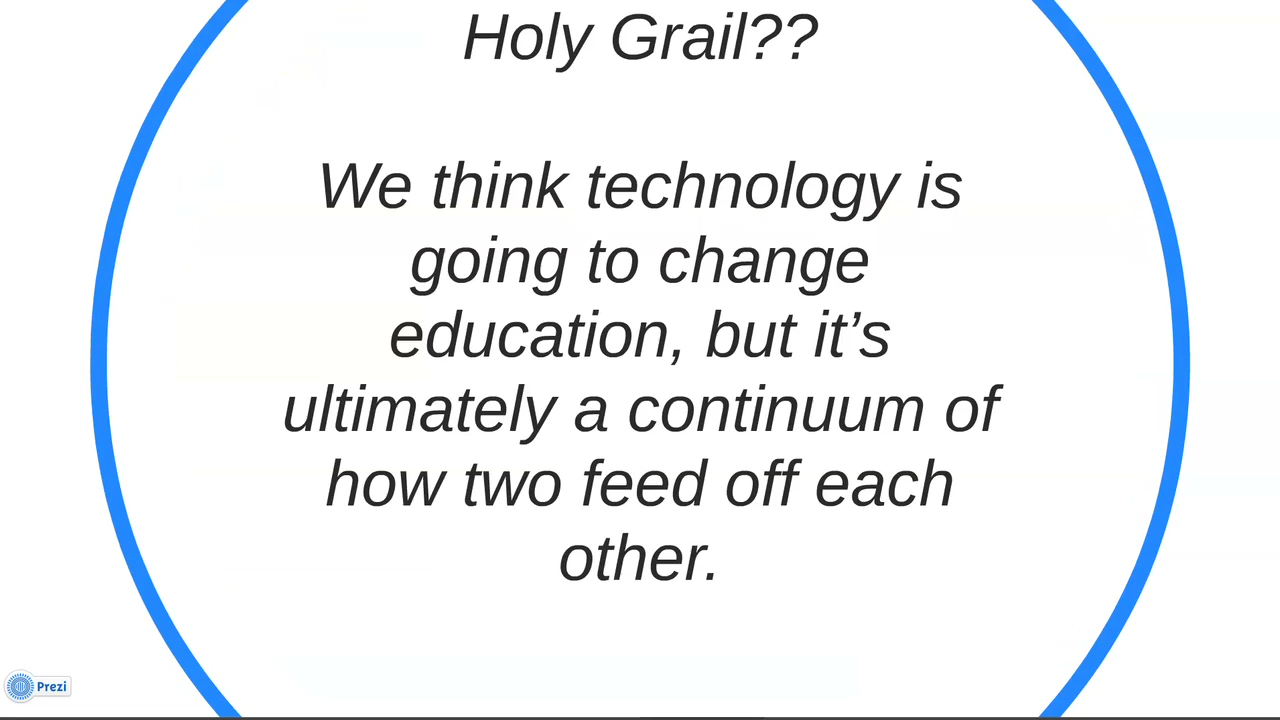 Holy Grail??
We think technology is
going to change
education, but it’s
ultimately a continuum of
how two feed off each
other.
Prezi